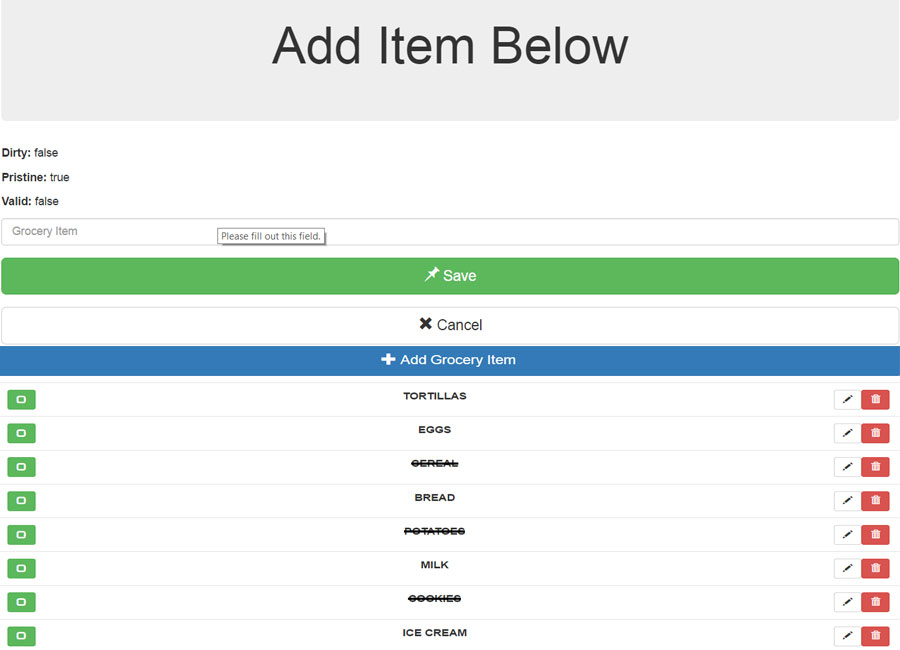 Add Item Below
Dirty: false
Pristine: true
Valid: false
Grocery Item
Please fill out this field.
Save
Cancel
Add Grocery Item
TORTILLAS
EGGS
CEREAL
BREAD
POTATOES
MILK
COOKIES
ICE CREAM